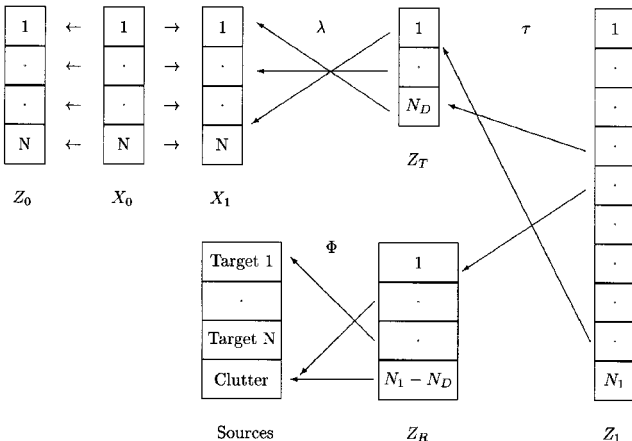 1 ← 1 → 1 λ 1 τ 1
· ← · → · · ·
· ← · → · N_D ·
N ← N → N ·
Z_0 X_0 X_1 Z_T ·
Φ
Target 1 1 ·
· · ·
Target N · ·
Clutter N_1 − N_D N_1
Sources Z_R Z_1